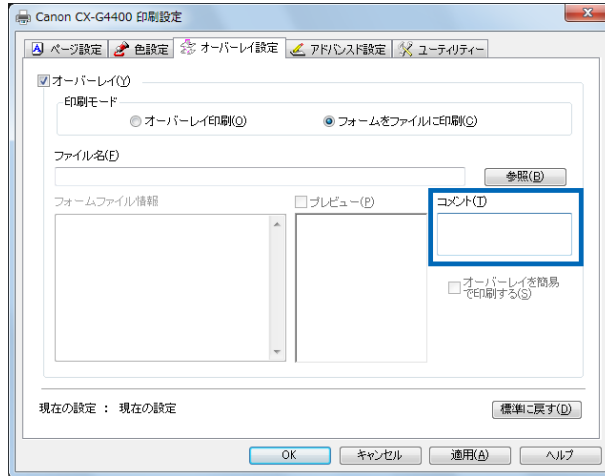 Canon CX-G4400 印刷設定
ページ設定 色設定 オーバーレイ設定 アドバンスド設定 ユーティリティー
オーバーレイ(Y)
印刷モード
オーバーレイ印刷(O) フォームをファイルに印刷(C)
ファイル名(F)
参照(B)
フォームファイル情報 プレビュー(P) コメント(T)
オーバーレイを簡易
で印刷する(S)
現在の設定 : 現在の設定 標準に戻す(D)
OK キャンセル 適用(A) ヘルプ